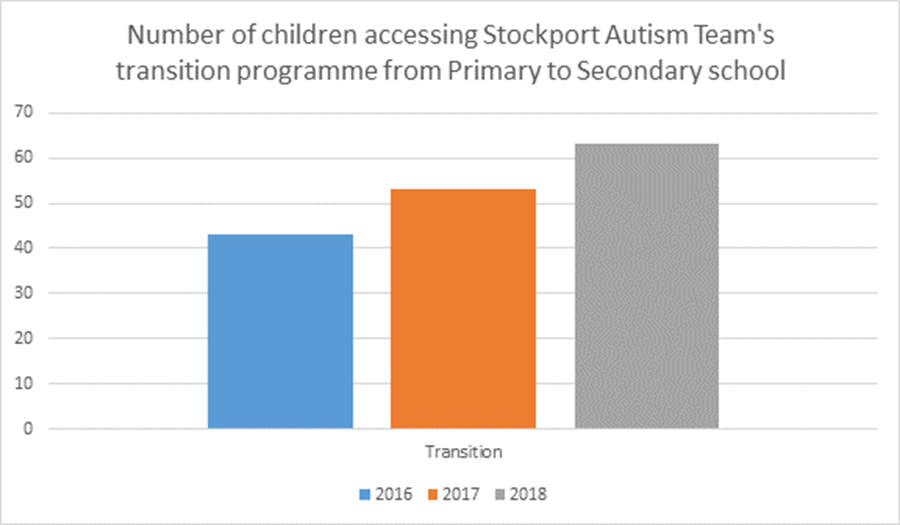 Number of children accessing Stockport Autism Team's
transition programme from Primary to Secondary school
70
60
50
40
30
20
10
0
Transition
2016 2017 2018